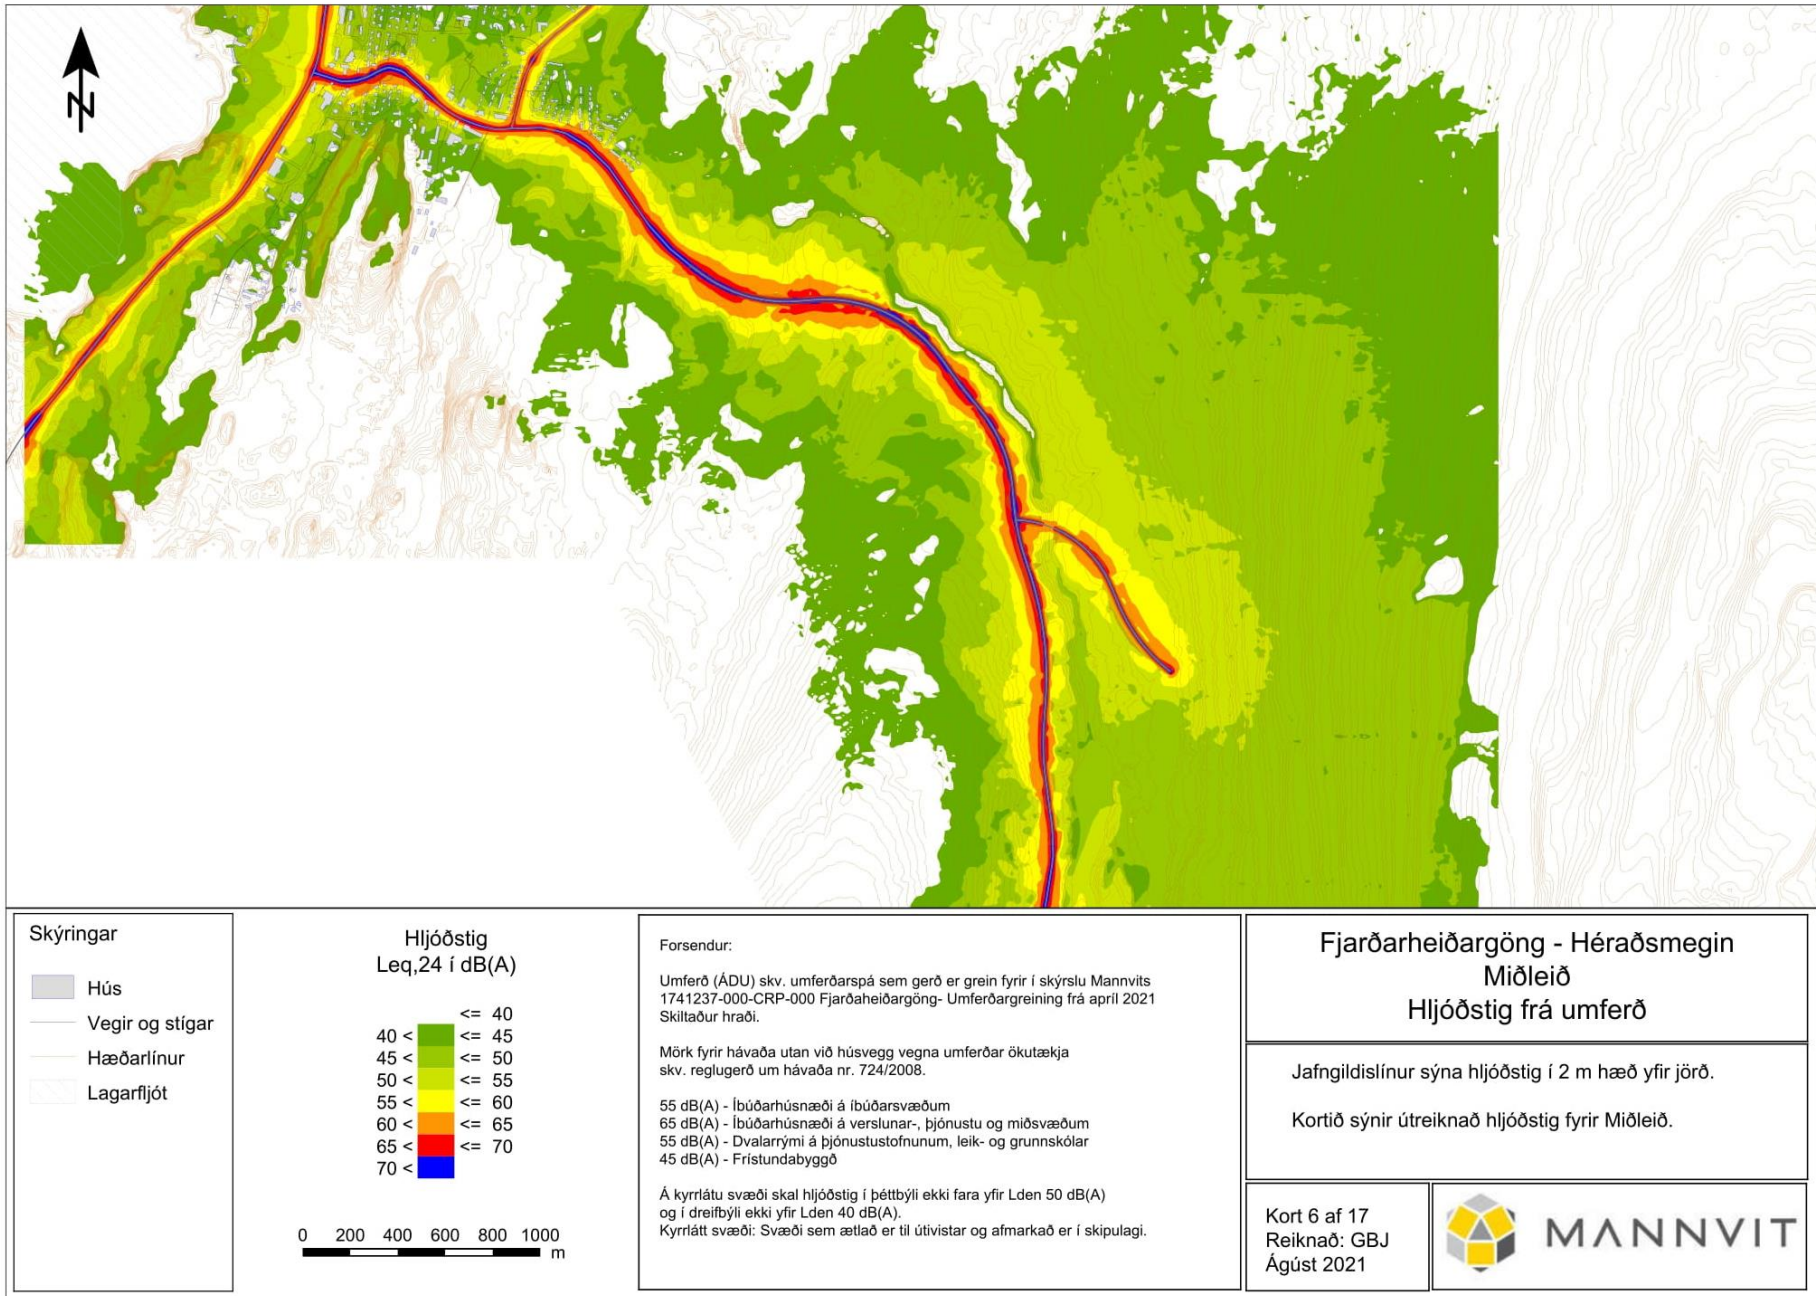 N
Skýringar
Hús
Vegir og stígar
Hæðarlínur
Lagarfljót
Hljóðstig
Leq,24 í dB(A)
<= 40
40 < <= 45
45 < <= 50
50 < <= 55
55 < <= 60
60 < <= 65
65 < <= 70
70 <
0 200 400 600 800 1000
m
Forsendur:
Umferð (ÁDU) skv. umferðarspá sem gerð er grein fyrir í skýrslu Mannvits
1741237-000-CRP-000 Fjarðaheiðargöng- Umferðargreining frá apríl 2021
Skiltaður hraði.
Mörk fyrir hávaða utan við húsvegg vegna umferðar ökutækja
skv. reglugerð um hávaða nr. 724/2008.
55 dB(A) - Íbúðarhúsnæði á íbúðarsvæðum
65 dB(A) - Íbúðarhúsnæði á verslunar-, þjónustu og miðsvæðum
55 dB(A) - Dvalarrými á þjónustustofnunum, leik- og grunnskólar
45 dB(A) - Frístundabyggð
Á kyrrlátu svæði skal hljóðstig í þéttbýli ekki fara yfir Lden 50 dB(A)
og í dreifbýli ekki yfir Lden 40 dB(A).
Kyrrlátt svæði: Svæði sem ætlað er til útivistar og afmarkað er í skipulagi.
Fjarðarheiðargöng - Héraðsmegin
Miðleið
Hljóðstig frá umferð
Jafngildislínur sýna hljóðstig í 2 m hæð yfir jörð.
Kortið sýnir útreiknað hljóðstig fyrir Miðleið.
Kort 6 af 17
Reiknað: GBJ
Ágúst 2021
MANNVIT